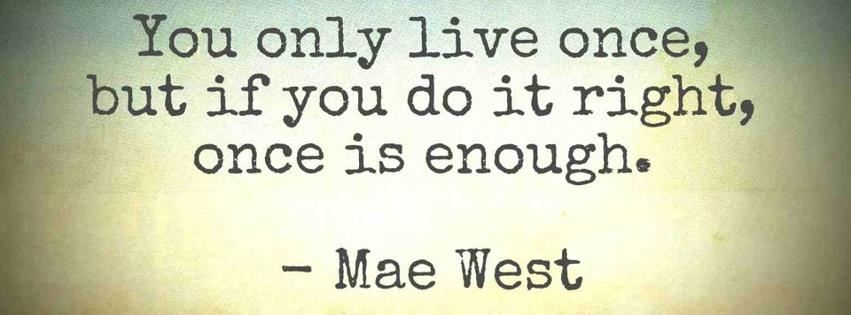 You only live once,
but if you do it right,
once is enough.
- Mae West